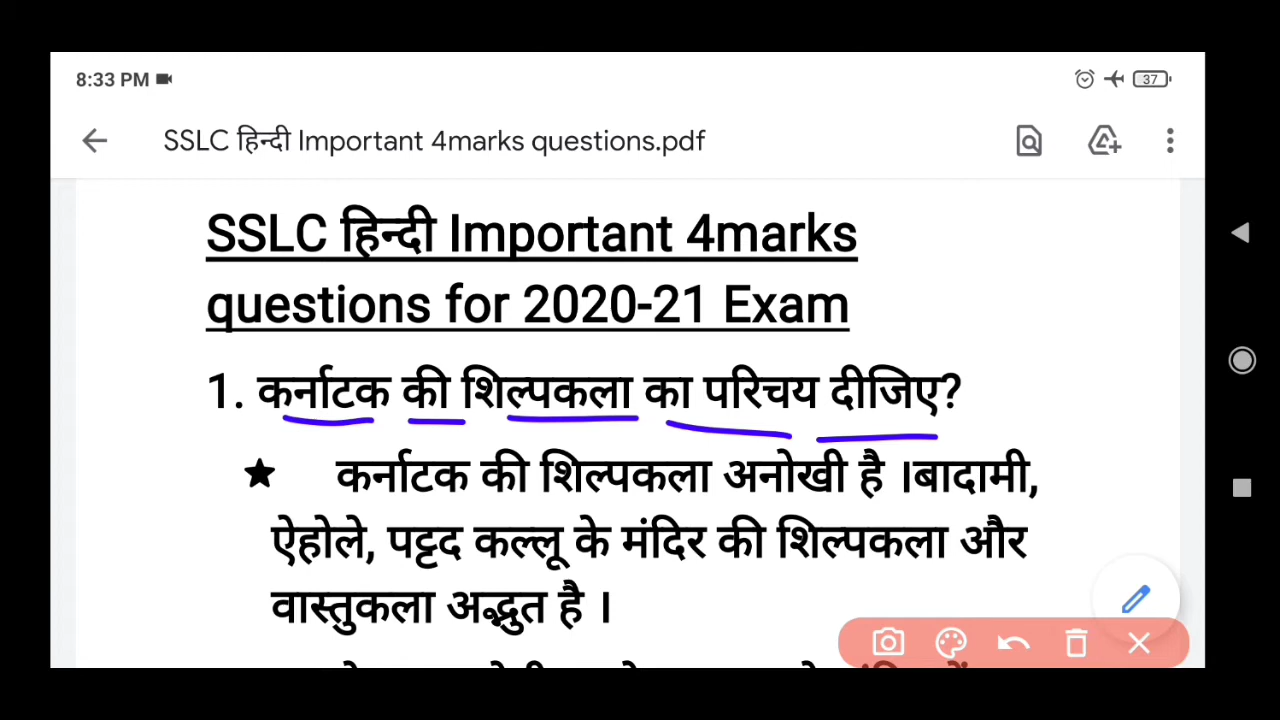 8:33 PM
37
SSLC हिन्दी Important 4marks questions.pdf
SSLC हिन्दी Important 4marks
questions for 2020-21 Exam
1. कर्नाटक की शिल्पकला का परिचय दीजिए?
★ कर्नाटक की शिल्पकला अनोखी है ।बादामी,
ऐहोले, पट्टद कल्लू के मंदिर की शिल्पकला और
वास्तुकला अद्भुत है ।